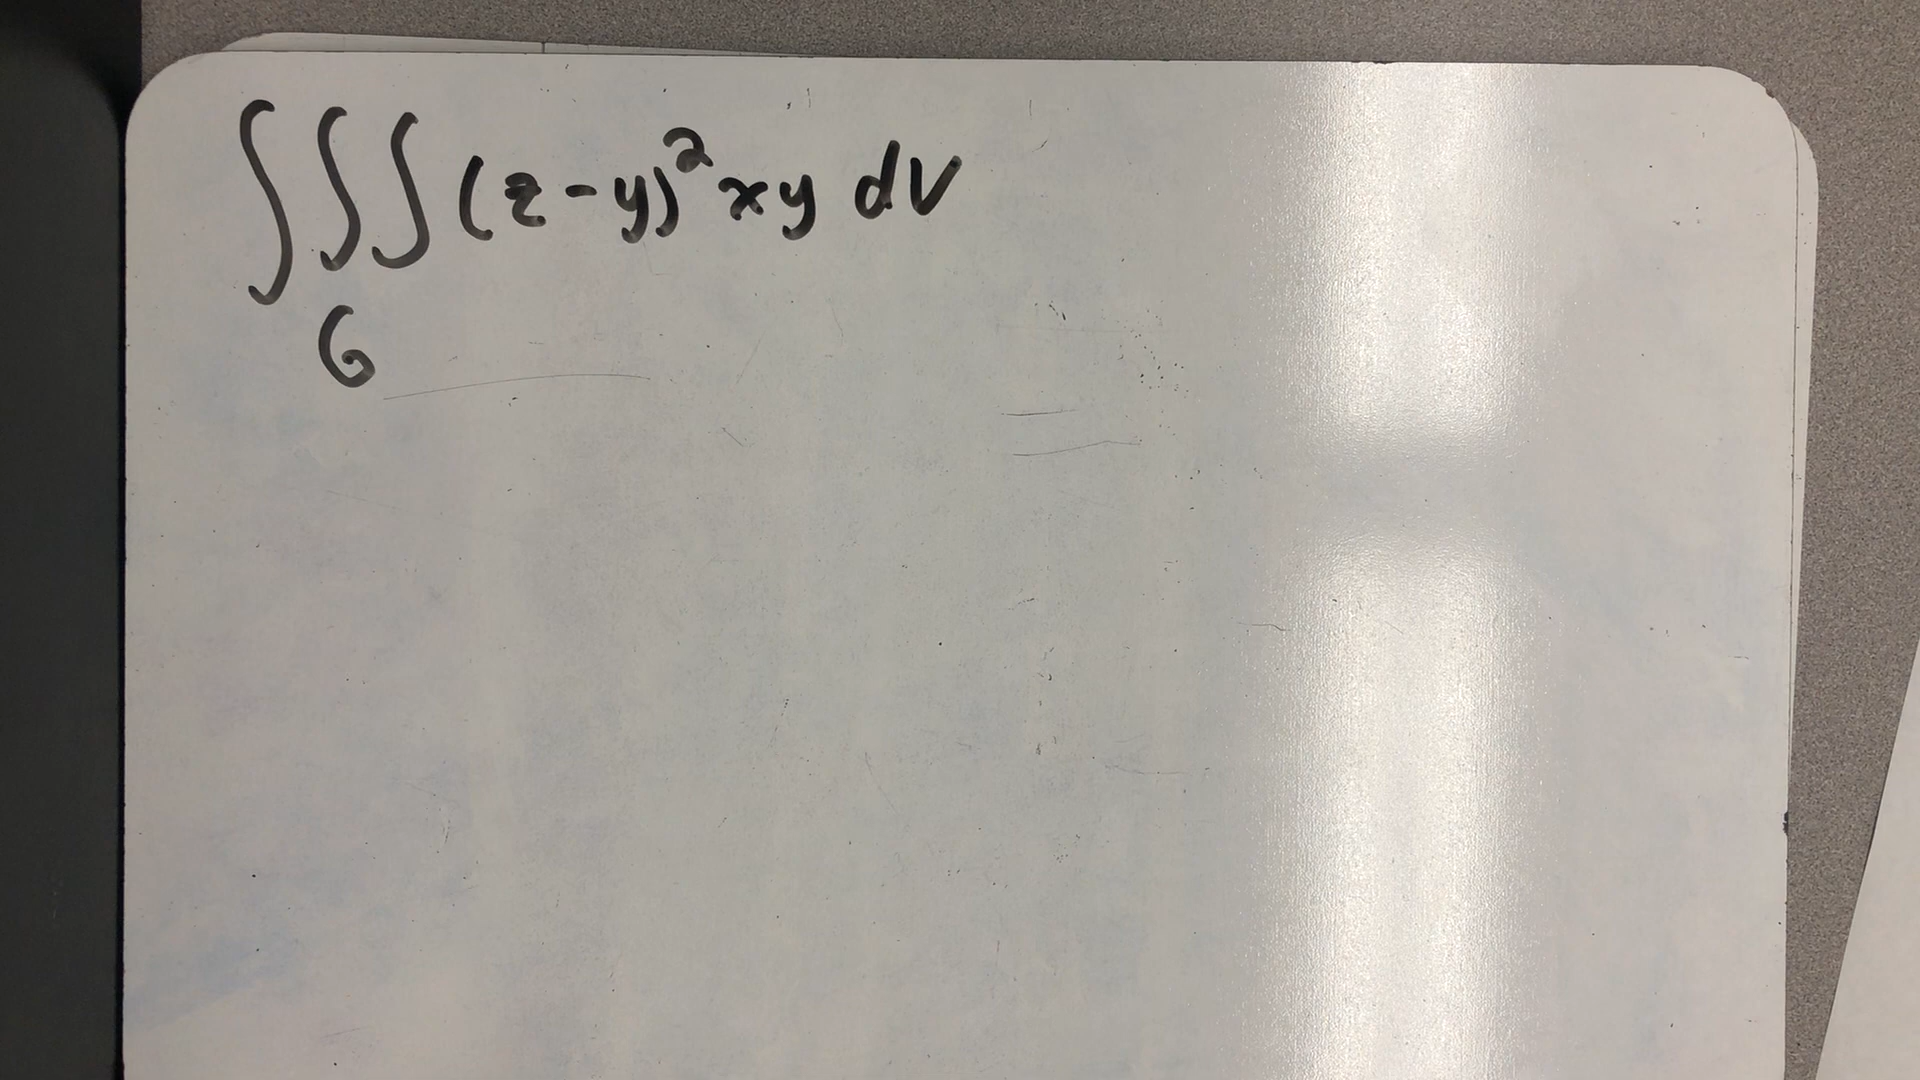 ∭ (z-y)² xy dV
G